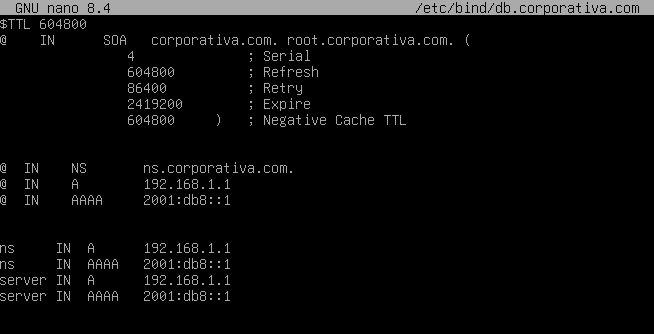 GNU nano 8.4 /etc/bind/db.corporativa.com
$TTL 604800
@ IN SOA corporativa.com. root.corporativa.com. (
4 ; Serial
604800 ; Refresh
86400 ; Retry
2419200 ; Expire
604800 ) ; Negative Cache TTL
@ IN NS ns.corporativa.com.
@ IN A 192.168.1.1
@ IN AAAA 2001:db8::1
ns IN A 192.168.1.1
ns IN AAAA 2001:db8::1
server IN A 192.168.1.1
server IN AAAA 2001:db8::1